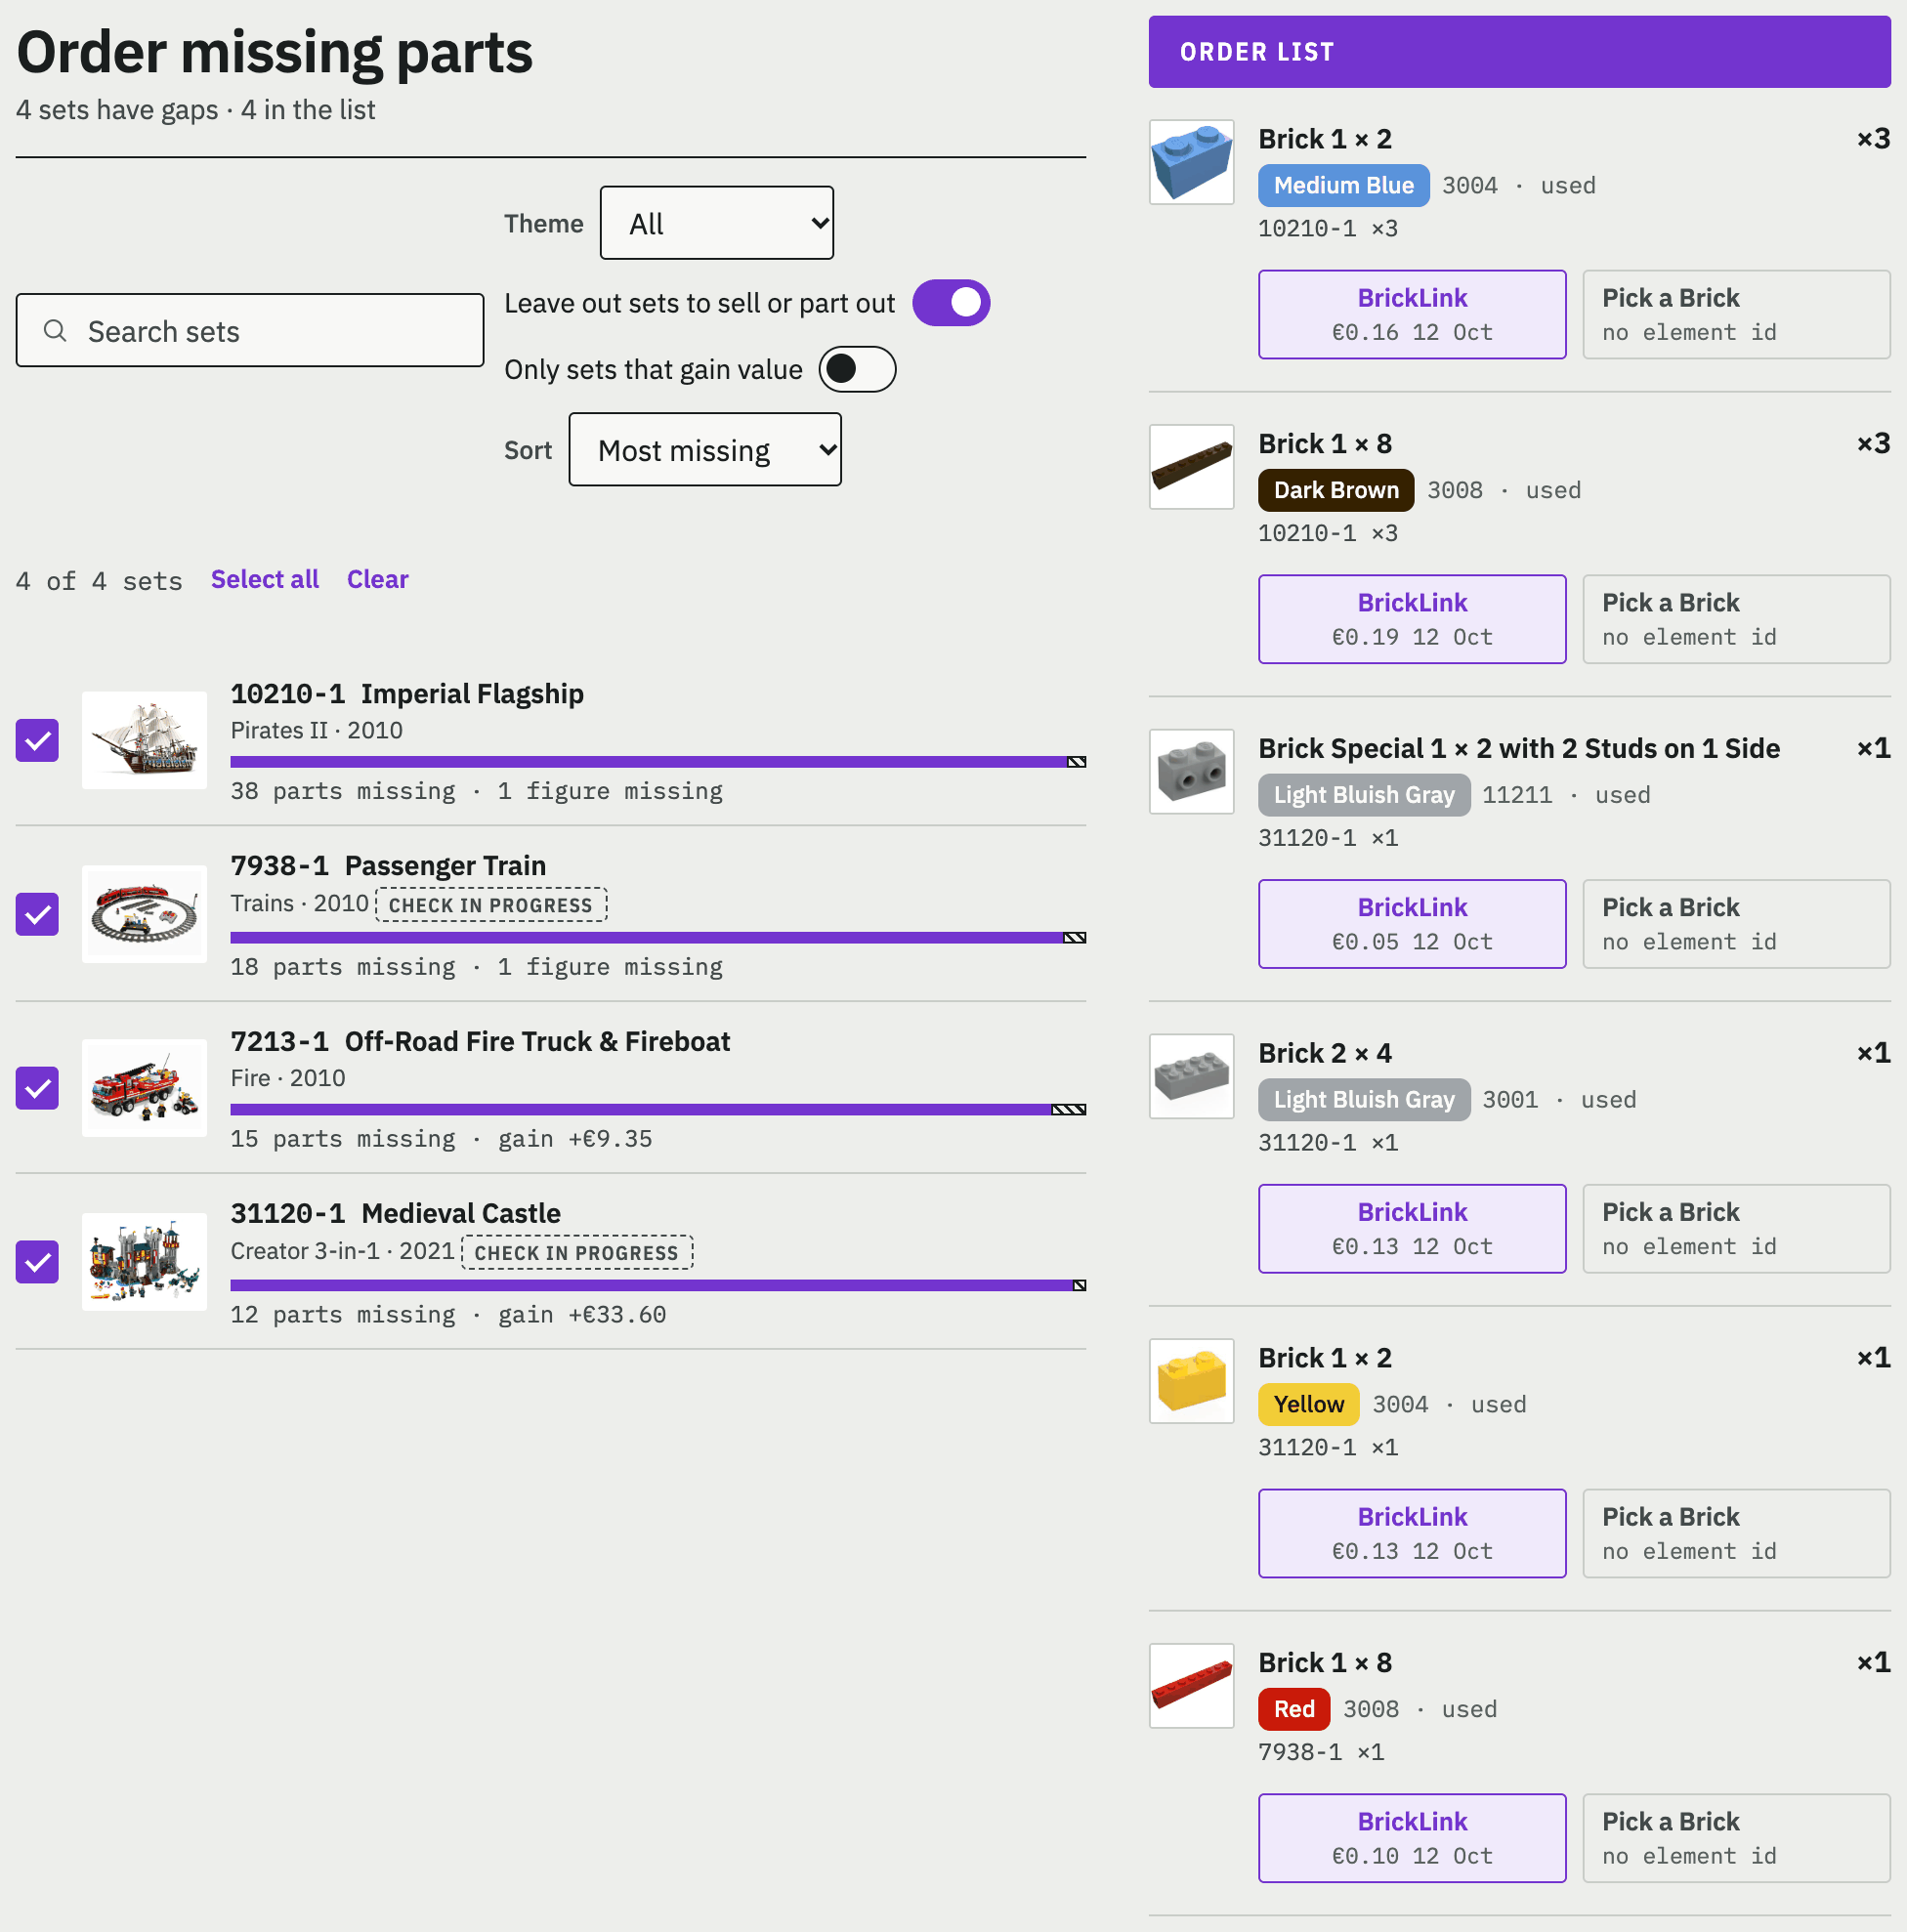 Order missing parts
4 sets have gaps · 4 in the list
Theme All
Search sets
Leave out sets to sell or part out
Only sets that gain value
Sort Most missing
4 of 4 sets Select all Clear
10210-1 Imperial Flagship
Pirates II · 2010
38 parts missing · 1 figure missing
7938-1 Passenger Train
Trains · 2010 CHECK IN PROGRESS
18 parts missing · 1 figure missing
7213-1 Off-Road Fire Truck & Fireboat
Fire · 2010
15 parts missing · gain +€9.35
31120-1 Medieval Castle
Creator 3-in-1 · 2021 CHECK IN PROGRESS
12 parts missing · gain +€33.60
ORDER LIST
Brick 1 × 2 ×3
Medium Blue 3004 · used
10210-1 ×3
BrickLink Pick a Brick
€0.16 12 Oct no element id
Brick 1 × 8 ×3
Dark Brown 3008 · used
10210-1 ×3
BrickLink Pick a Brick
€0.19 12 Oct no element id
Brick Special 1 × 2 with 2 Studs on 1 Side ×1
Light Bluish Gray 11211 · used
31120-1 ×1
BrickLink Pick a Brick
€0.05 12 Oct no element id
Brick 2 × 4 ×1
Light Bluish Gray 3001 · used
31120-1 ×1
BrickLink Pick a Brick
€0.13 12 Oct no element id
Brick 1 × 2 ×1
Yellow 3004 · used
31120-1 ×1
BrickLink Pick a Brick
€0.13 12 Oct no element id
Brick 1 × 8 ×1
Red 3008 · used
7938-1 ×1
BrickLink Pick a Brick
€0.10 12 Oct no element id